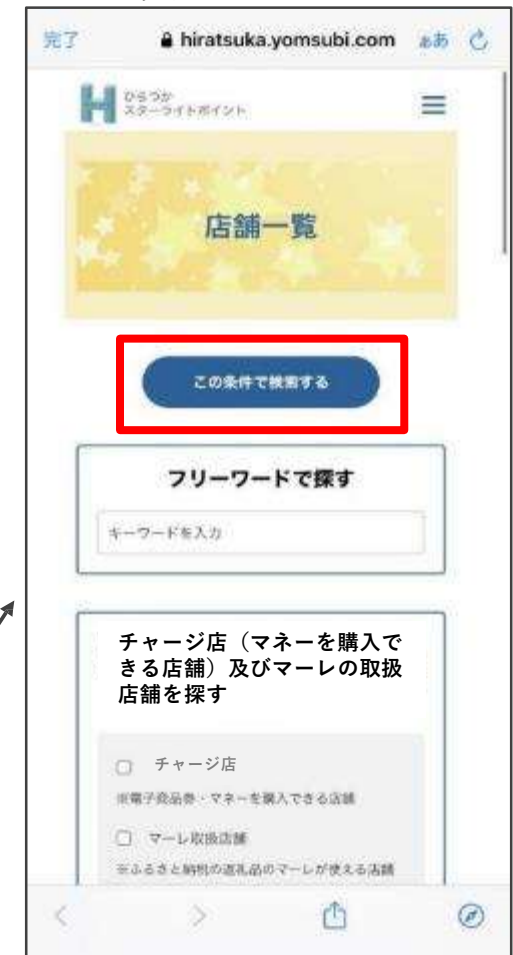 完了 hiratsuka.yomsubi.com ぁあ
ひらつか
スターライトポイント
店舗一覧
この条件で検索する
フリーワードで探す
キーワードを入力
チャージ店（マネーを購入で
きる店舗）及びマーレの取扱
店舗を探す
チャージ店
※電子商品券・マネーを購入できる店舗
マーレ取扱店舗
※ふるさと納税の返礼品のマーレが使える店舗